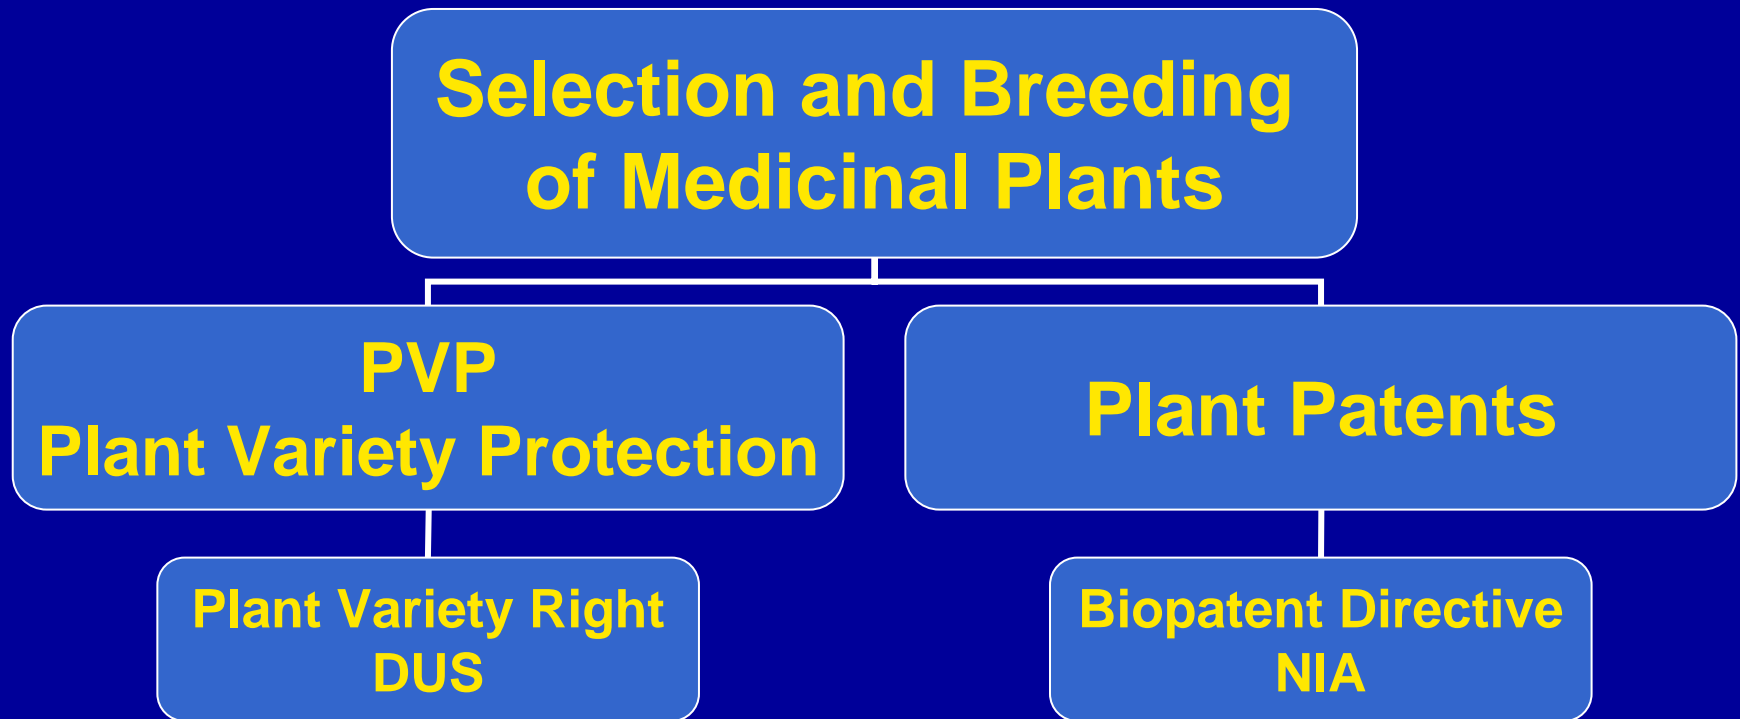 Selection and Breeding
of Medicinal Plants
PVP
Plant Variety Protection
Plant Patents
Plant Variety Right
DUS
Biopatent Directive
NIA